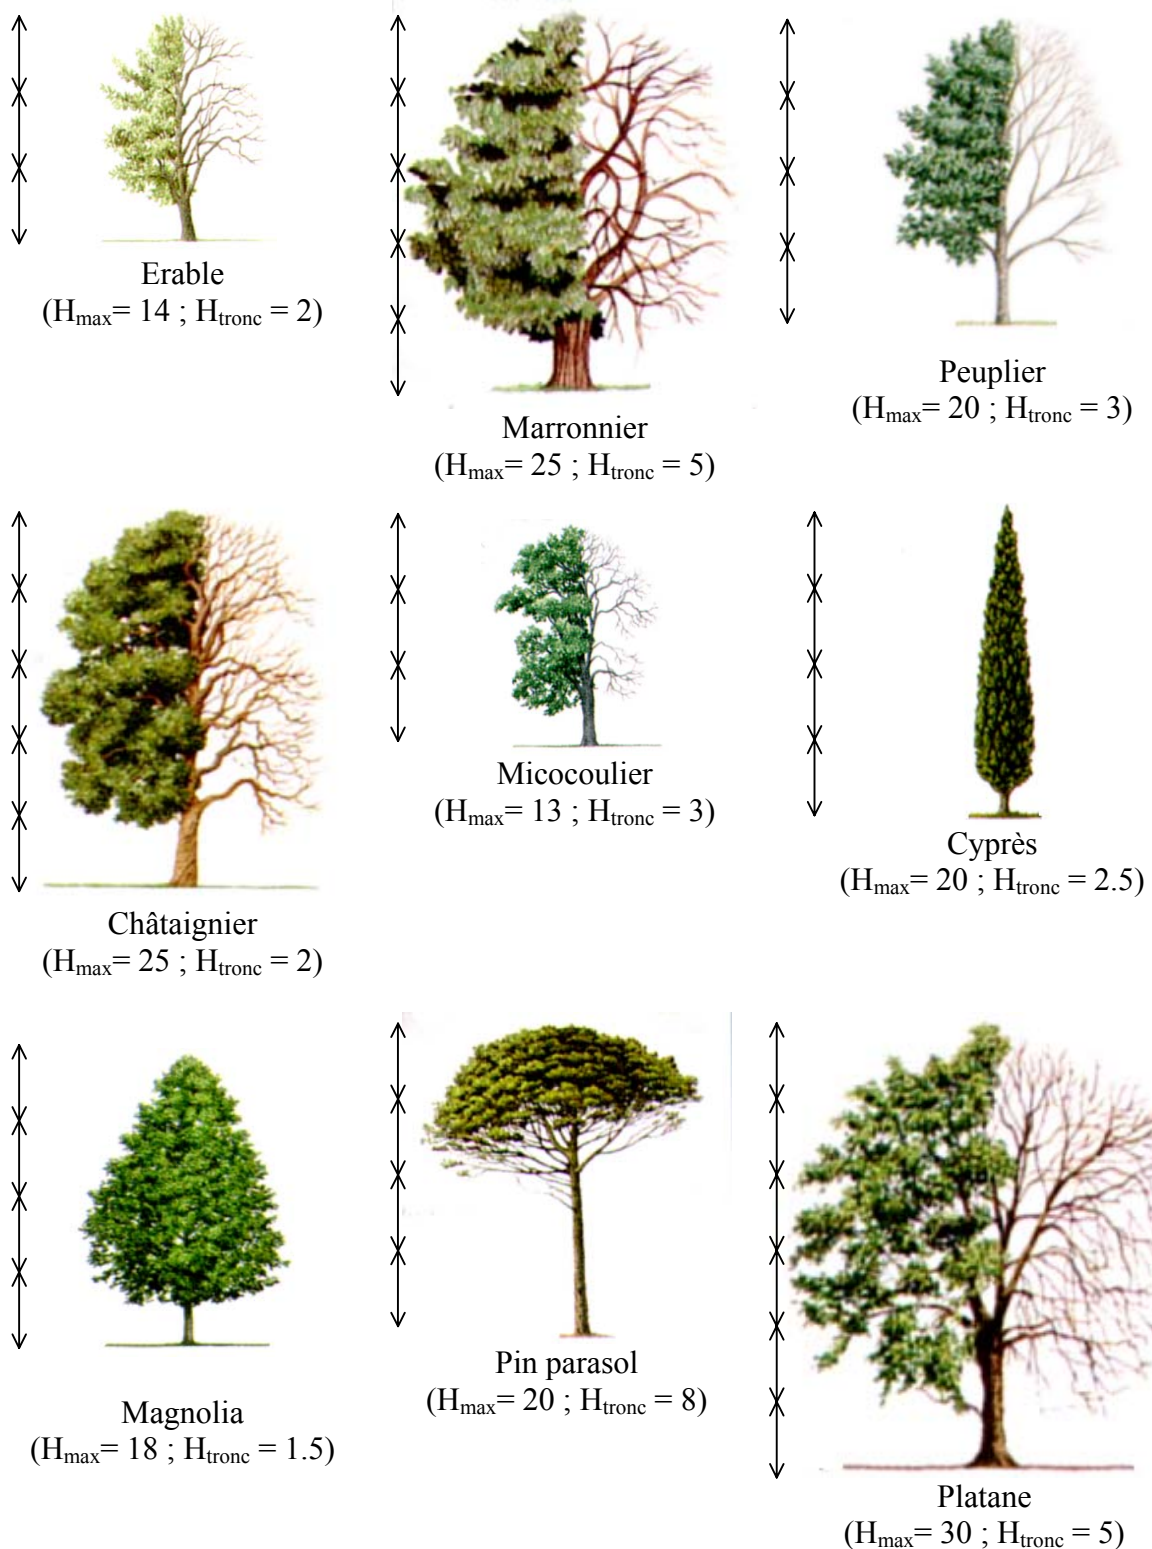 Erable
(Hmax= 14 ; Htronc = 2)
Marronnier
(Hmax= 25 ; Htronc = 5)
Peuplier
(Hmax= 20 ; Htronc = 3)
Châtaignier
(Hmax= 25 ; Htronc = 2)
Micocoulier
(Hmax= 13 ; Htronc = 3)
Cyprès
(Hmax= 20 ; Htronc = 2.5)
Magnolia
(Hmax= 18 ; Htronc = 1.5)
Pin parasol
(Hmax= 20 ; Htronc = 8)
Platane
(Hmax= 30 ; Htronc = 5)